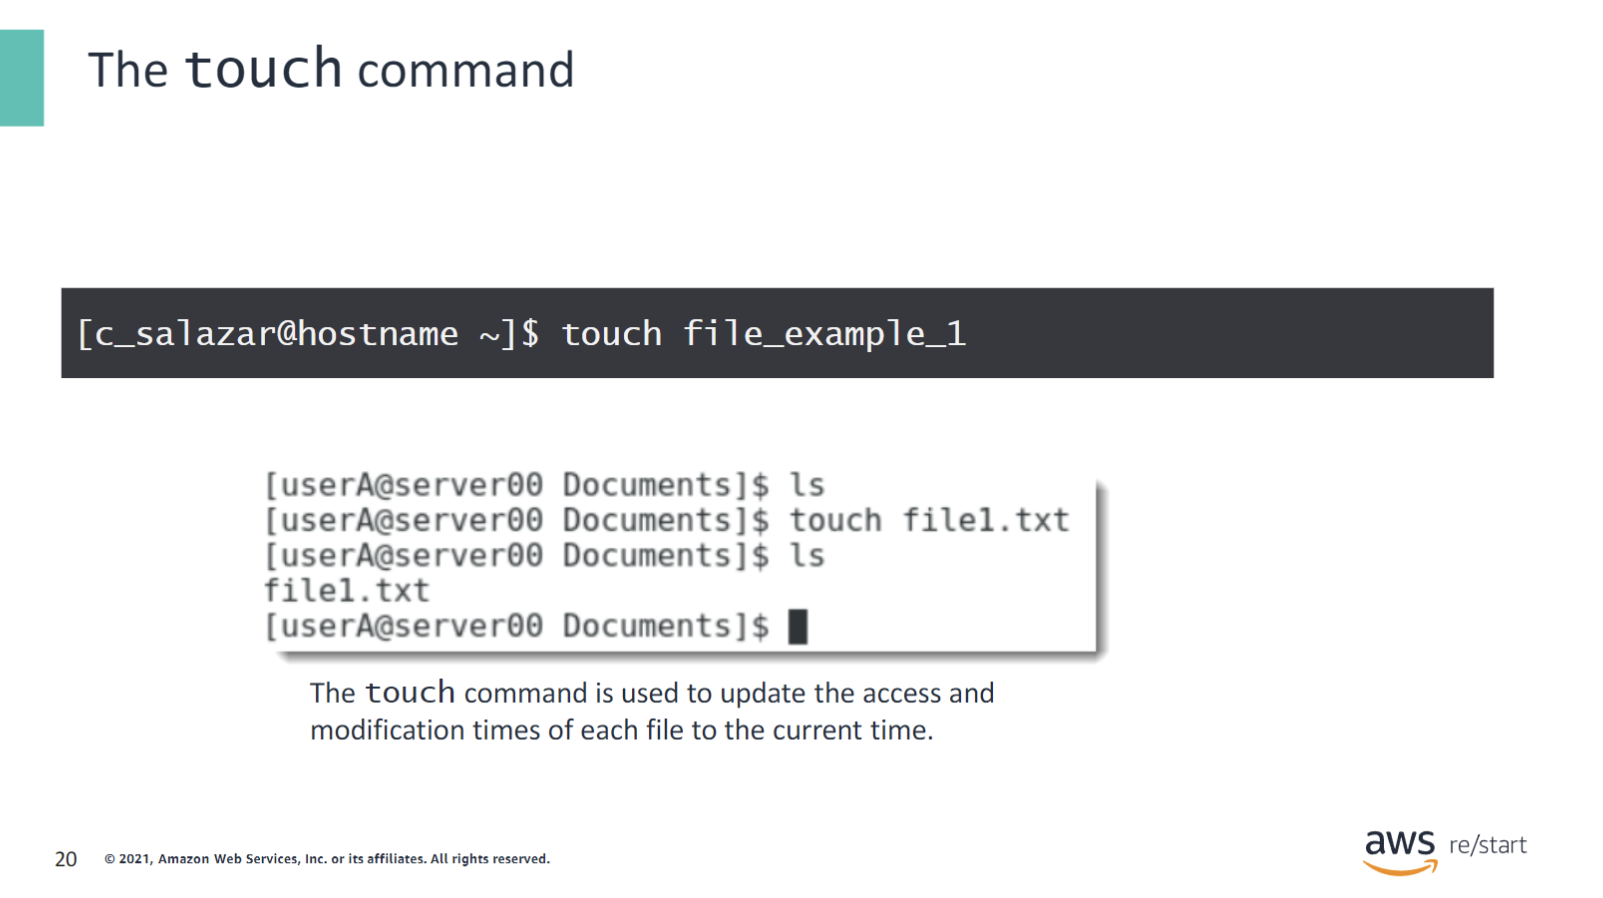 The touch command
[c_salazar@hostname ~]$ touch file_example_1
[userA@server00 Documents]$ ls
[userA@server00 Documents]$ touch file1.txt
[userA@server00 Documents]$ ls
file1.txt
[userA@server00 Documents]$
The touch command is used to update the access and
modification times of each file to the current time.
20 © 2021, Amazon Web Services, Inc. or its affiliates. All rights reserved.
aws re/start